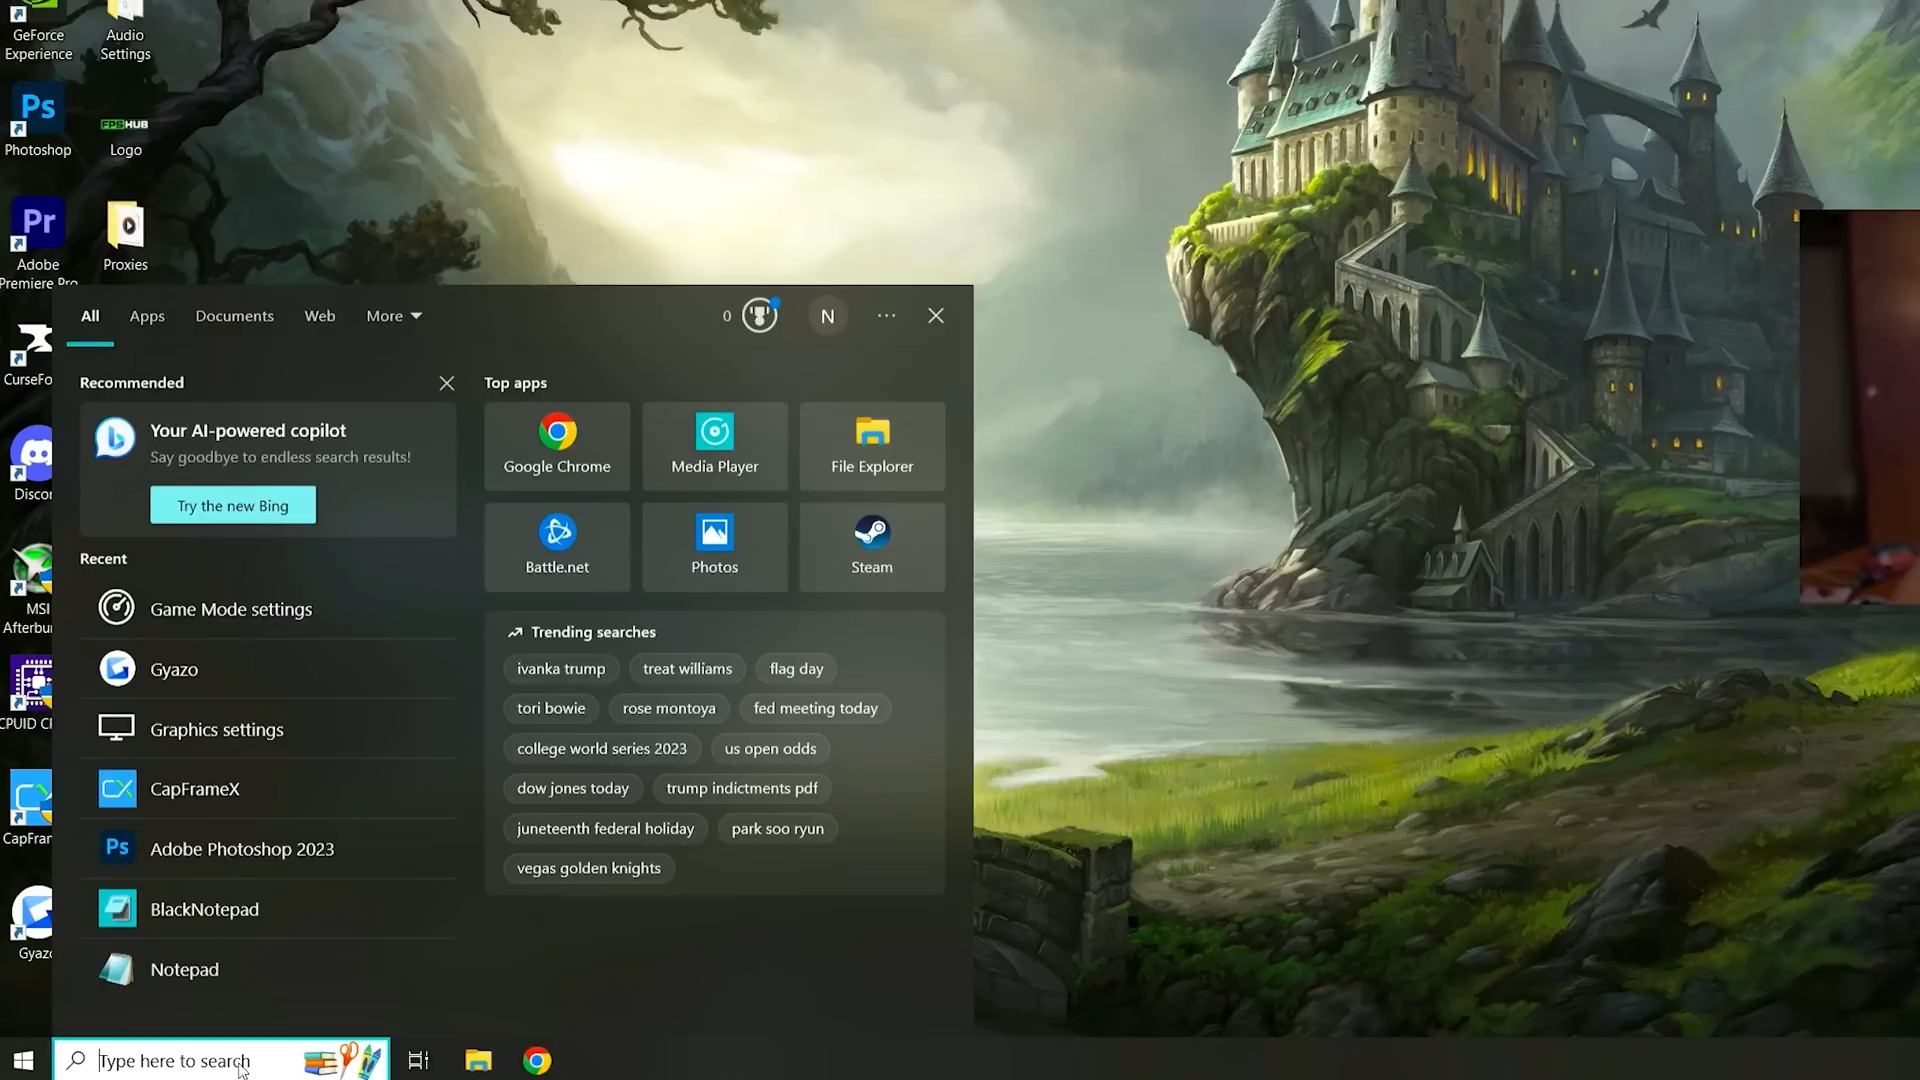 GeForce
Experience
Audio
Settings
Ps
Photoshop
FPSHUB
Logo
Pr
Adobe
Premiere Pro
Proxies
CurseFo
Discor
MSI
Afterbur
CPUID CP
CapFram
Gyazo
All
Apps
Documents
Web
More
0
N
Recommended
Your AI-powered copilot
Say goodbye to endless search results!
Try the new Bing
Recent
Game Mode settings
Gyazo
Graphics settings
CX
CapFrameX
Ps
Adobe Photoshop 2023
BlackNotepad
Notepad
Top apps
Google Chrome
Media Player
File Explorer
Battle.net
Photos
Steam
Trending searches
ivanka trump
treat williams
flag day
tori bowie
rose montoya
fed meeting today
college world series 2023
us open odds
dow jones today
trump indictments pdf
juneteenth federal holiday
park soo ryun
vegas golden knights
Type here to search